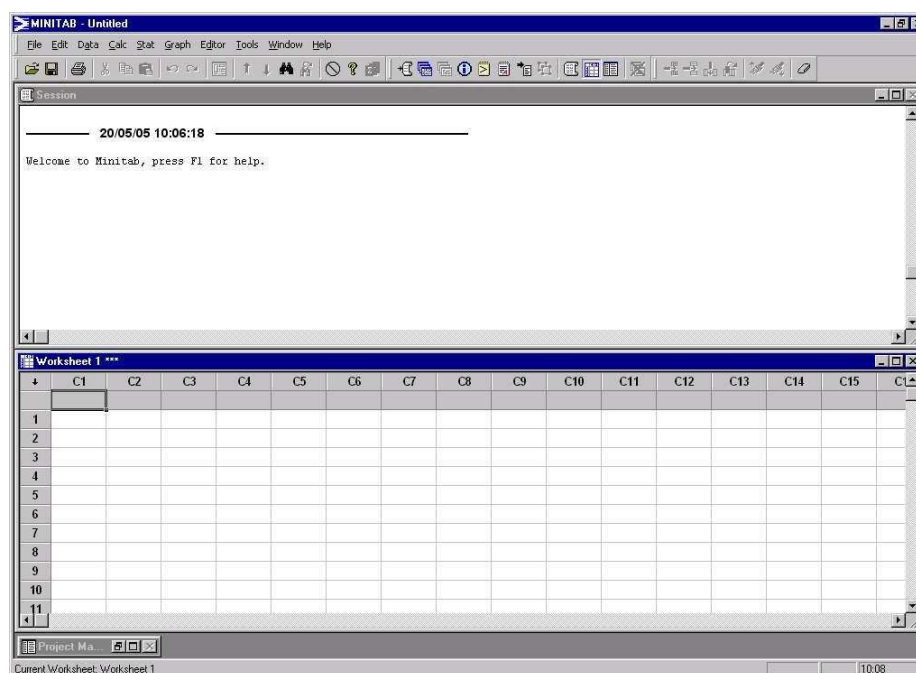 MINITAB - Untitled
File Edit Data Calc Stat Graph Editor Tools Window Help
Session
20/05/05 10:06:18
Welcome to Minitab, press F1 for help.
Worksheet 1 ***
C1 C2 C3 C4 C5 C6 C7 C8 C9 C10 C11 C12 C13 C14 C15 C1
1
2
3
4
5
6
7
8
9
10
11
Project Ma...
Current Worksheet: Worksheet 1 10:08